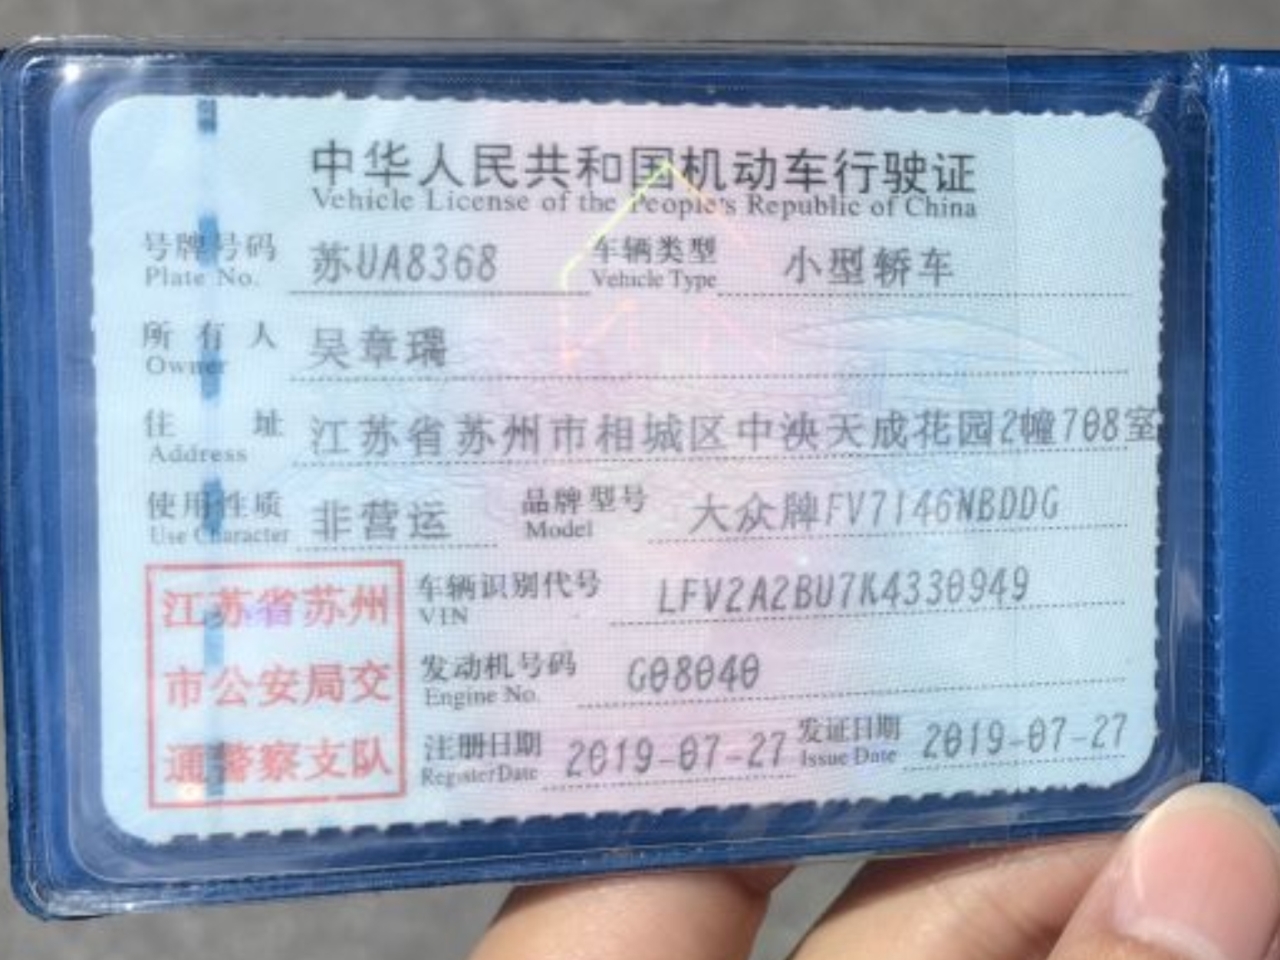 中华人民共和国机动车行驶证
Vehicle License of the People's Republic of China
号牌号码 苏UA8368 车辆类型 小型轿车
Plate No. Vehicle Type
所有人 吴章瑞
Owner
住址 江苏省苏州市相城区中泱天成花园2幢708室
Address
使用性质 非营运 品牌型号 大众牌FV7146NBDDG
Use Character Model
江苏省苏州
市公安局交
通警察支队
车辆识别代号 LFV2A2BU7K4330949
VIN
发动机号码 G08040
Engine No.
注册日期 2019-07-27 发证日期 2019-07-27
Register Date Issue Date